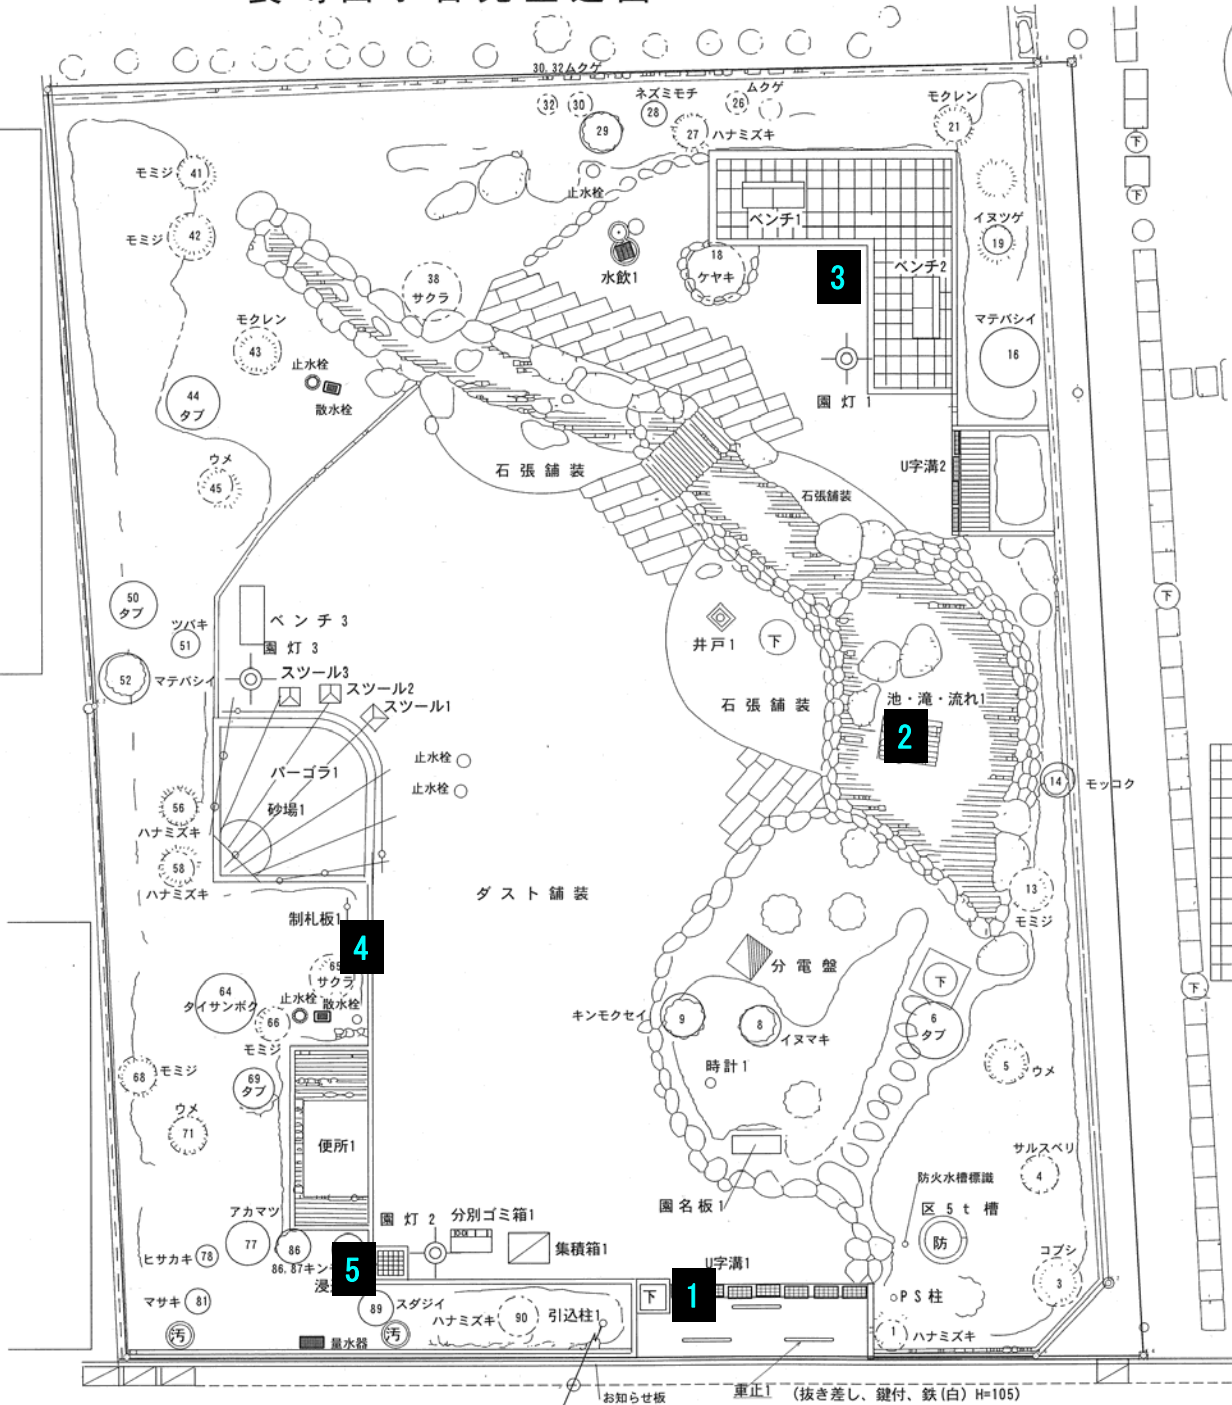 30, 32ムクゲ
32
30
29
ネズミモチ
28
ムクゲ
26
27
ハナミズキ
モクレン
21
下
下
モミジ
41
止水栓
ベンチ1
モミジ
42
イヌツゲ
19
水飲1
18
ケヤキ
3
ベンチ2
38
サクラ
モクレン
43
マテバシイ
16
止水栓
散水栓
44
タブ
園 灯 1
ウメ
45
石 張 舗 装
U字溝2
石張舗装
50
タブ
ベ ン チ 3
ツバキ
51
井戸1
下
下
園 灯 3
52
マテバシイ
スツール3
スツール2
スツール1
石 張 舗 装
池・滝・流れ1
2
止水栓
止水栓
パーゴラ1
砂場1
56
ハナミズキ
58
ハナミズキ
14
モッコク
ダ ス ト 舗 装
13
モミジ
制札板1
4
65
サクラ
分 電 盤
下
下
64
タイサンボク
止水栓
散水栓
66
モミジ
キンモクセイ
9
8
イヌマキ
6
タブ
時計1
5
ウメ
68
モミジ
69
タブ
ウメ
71
便所1
サルスベリ
4
防火水槽標識
区 5 t 槽
防
園 名 板 1
アカマツ
77
86
園 灯 2
分別ゴミ箱1
集積箱1
ヒサカキ
78
86, 87キン
5
浸
コブシ
3
U字溝1
下
1
PS柱
マサキ
81
89
スダジイ
ハナミズキ
90
引込柱1
汚
汚
量水器
1
ハナミズキ
お知らせ板
車止1
(抜き差し、鍵付、鉄(白) H=105)